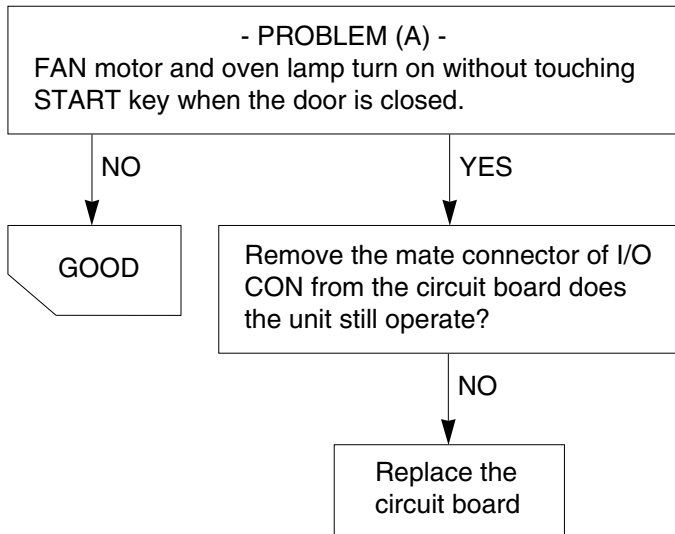 - PROBLEM (A) -
FAN motor and oven lamp turn on without touching
START key when the door is closed.
NO
YES
GOOD
Remove the mate connector of I/O
CON from the circuit board does
the unit still operate?
NO
Replace the
circuit board